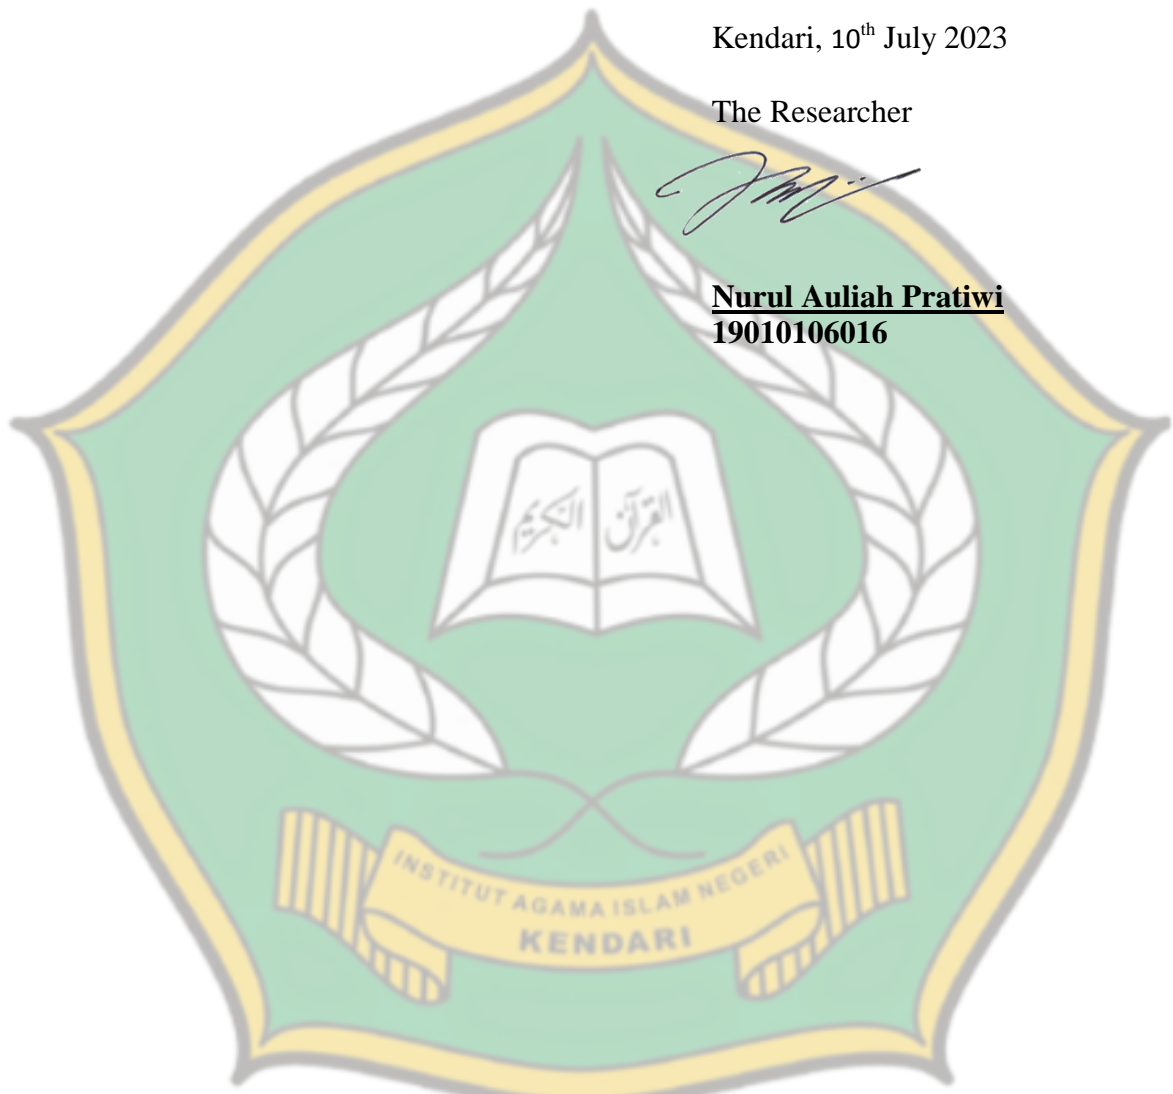 Kendari, 10th July 2023
The Researcher
Nurul Auliah Pratiwi
19010106016
القرآن الكريم
INSTITUT AGAMA ISLAM NEGERI
KENDARI